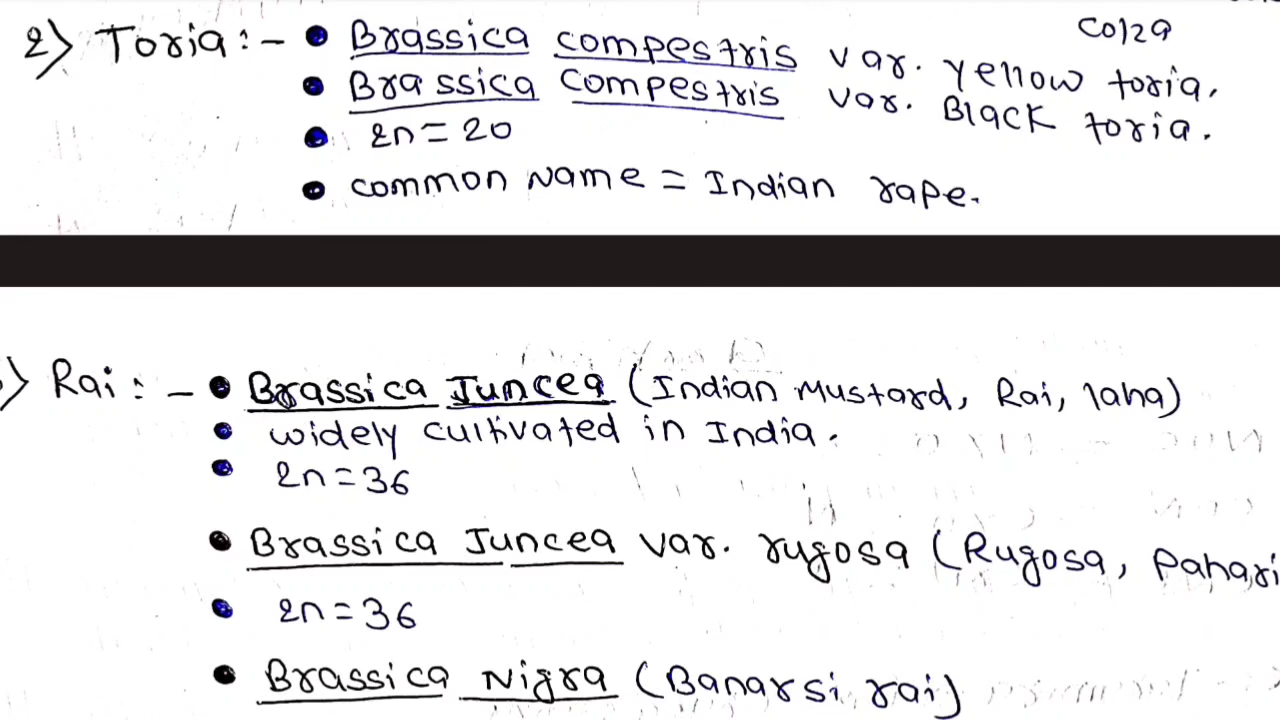 Colza
2) Toria :- • Brassica compestris var. yellow toria.
• Brassica compestris var. Black toria.
• 2n = 20
• common name = Indian rape.
) Rai : - • Brassica Juncea (Indian Mustard, Rai, laha)
• widely cultivated in India.
• 2n = 36
• Brassica Juncea var. rugosa (Rugosa, pahari
• 2n = 36
• Brassica Nigra (Banarsi rai)